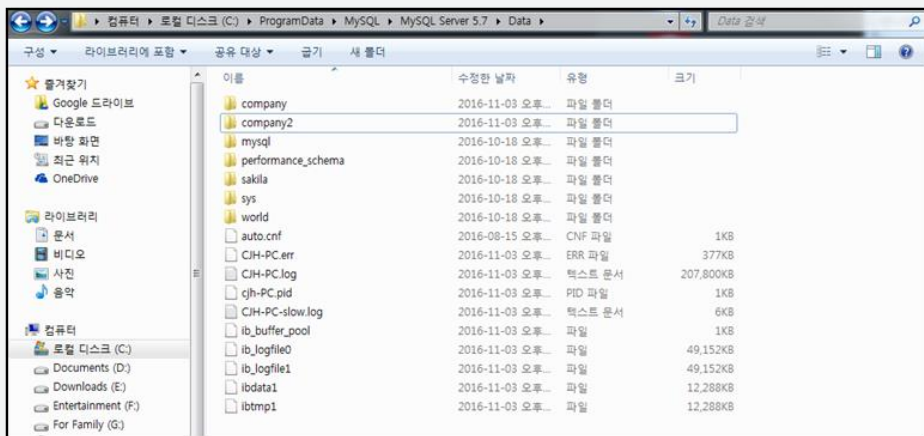 컴퓨터 ▸ 로컬 디스크 (C:) ▸ ProgramData ▸ MySQL ▸ MySQL Server 5.7 ▸ Data ▸ Data 검색
구성 ▼ 라이브러리에 포함 ▼ 공유 대상 ▼ 굽기 새 폴더
즐겨찾기
Google 드라이브
다운로드
바탕 화면
최근 위치
OneDrive
라이브러리
문서
비디오
사진
음악
컴퓨터
로컬 디스크 (C:)
Documents (D:)
Downloads (E:)
Entertainment (F:)
For Family (G:)
이름 수정한 날짜 유형 크기
company 2016-11-03 오후... 파일 폴더
company2 2016-11-03 오후... 파일 폴더
mysql 2016-10-18 오후... 파일 폴더
performance_schema 2016-10-18 오후... 파일 폴더
sakila 2016-10-18 오후... 파일 폴더
sys 2016-10-18 오후... 파일 폴더
world 2016-10-18 오후... 파일 폴더
auto.cnf 2016-08-15 오후... CNF 파일 1KB
CJH-PC.err 2016-11-03 오후... ERR 파일 377KB
CJH-PC.log 2016-11-03 오후... 텍스트 문서 207,800KB
cjh-PC.pid 2016-11-03 오후... PID 파일 1KB
CJH-PC-slow.log 2016-11-03 오후... 텍스트 문서 6KB
ib_buffer_pool 2016-11-03 오후... 파일 1KB
ib_logfile0 2016-11-03 오후... 파일 49,152KB
ib_logfile1 2016-11-03 오후... 파일 49,152KB
ibdata1 2016-11-03 오후... 파일 12,288KB
ibtmp1 2016-11-03 오후... 파일 12,288KB